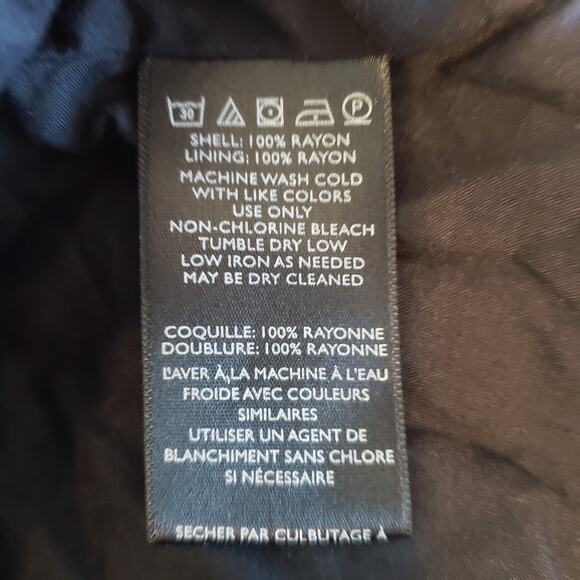 30
P
SHELL: 100% RAYON
LINING: 100% RAYON
MACHINE WASH COLD
WITH LIKE COLORS
USE ONLY
NON-CHLORINE BLEACH
TUMBLE DRY LOW
LOW IRON AS NEEDED
MAY BE DRY CLEANED
COQUILLE: 100% RAYONNE
DOUBLURE: 100% RAYONNE
LAVER À LA MACHINE À L'EAU
FROIDE AVEC COULEURS
SIMILAIRES
UTILISER UN AGENT DE
BLANCHIMENT SANS CHLORE
SI NÉCESSAIRE
SECHER PAR CULBUTAGE À